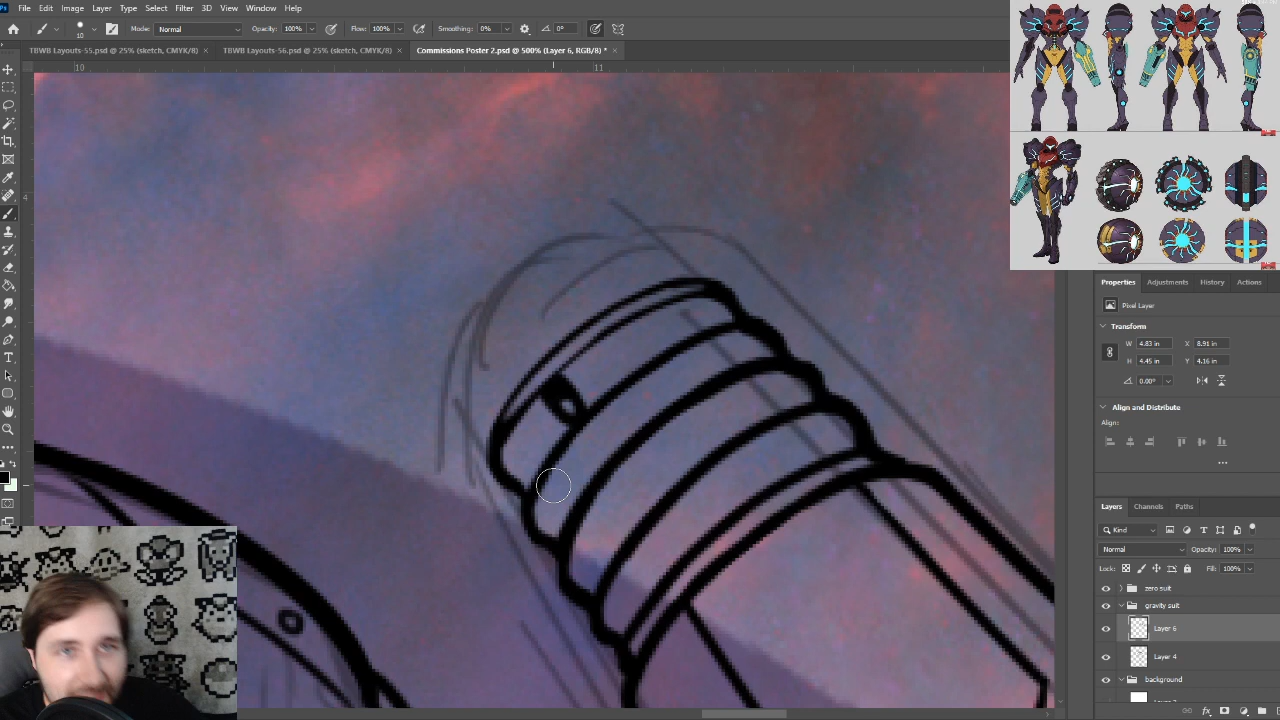 File Edit Image Layer Type Select Filter 3D View Window Help
Mode: Normal Opacity: 100% Flow: 100% Smoothing: 0% 0°
10
TBWB Layouts-55.psd @ 25% (sketch, CMYK/8) × TBWB Layouts-56.psd @ 25% (sketch, CMYK/8) × Commissions Poster 2.psd @ 500% (Layer 6, RGB/8) * ×
10 11
4
Properties Adjustments History Actions
Pixel Layer
Transform
W 4.83 in X 8.91 in
H 4.45 in Y 4.16 in
0.00°
Align and Distribute
Align:
Layers Channels Paths
Kind
Normal Opacity: 100%
Lock: Fill: 100%
zero suit
gravity suit
Layer 6
Layer 4
background
fx